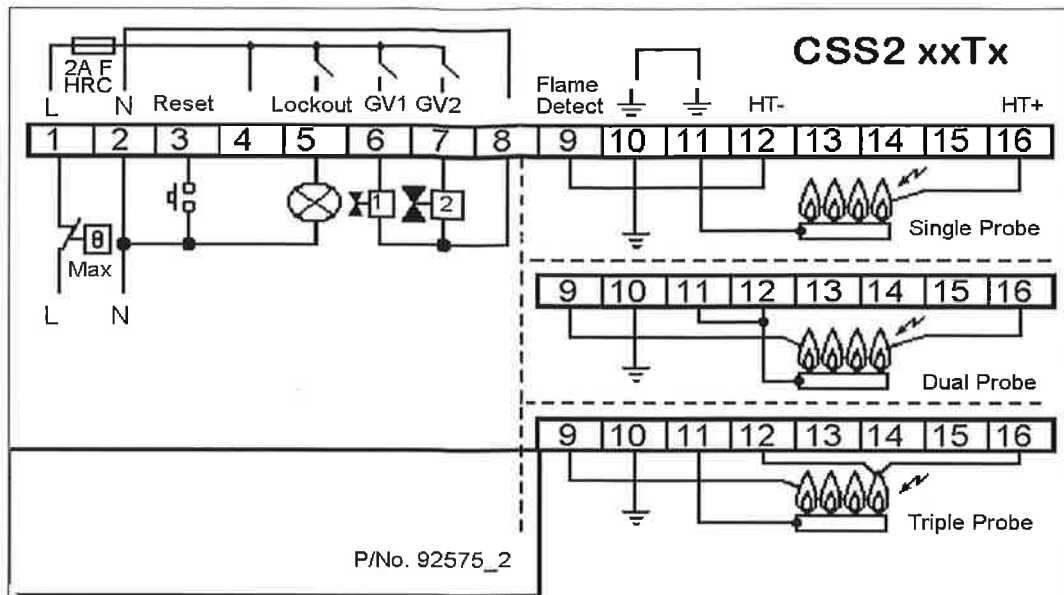 CSS2 xxTx
2A F
HRC
L N Reset Lockout GV1 GV2
Flame
Detect
HT- HT+
1 2 3 4 5 6 7 8 9 10 11 12 13 14 15 16
1 2
θ
Max
L N
Single Probe
9 10 11 12 13 14 15 16
Dual Probe
9 10 11 12 13 14 15 16
Triple Probe
P/No. 92575_2